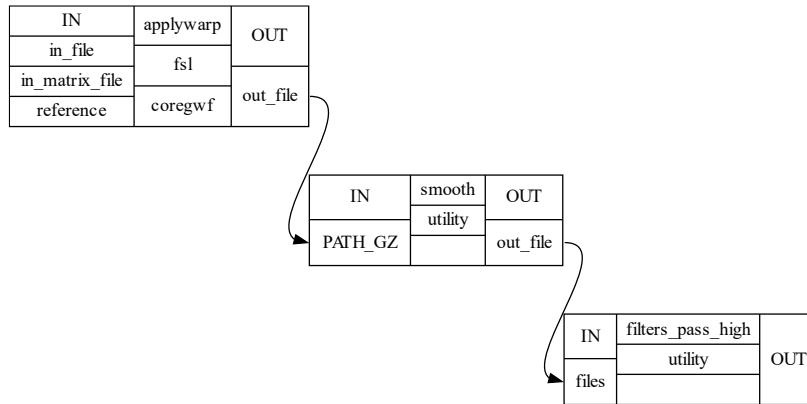 IN
in_file
in_matrix_file
reference
applywarp
fsl
coregwf
OUT
out_file
IN
PATH_GZ
smooth
utility
OUT
out_file
IN
files
filters_pass_high
utility
OUT